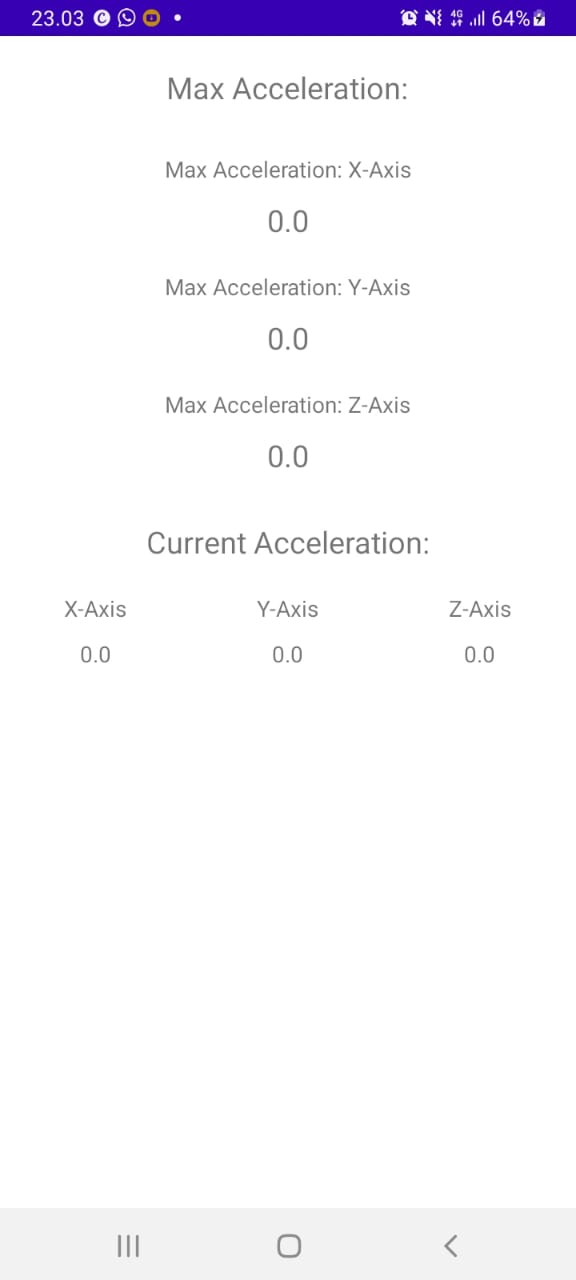 23.03 64%
Max Acceleration:
Max Acceleration: X-Axis
0.0
Max Acceleration: Y-Axis
0.0
Max Acceleration: Z-Axis
0.0
Current Acceleration:
X-Axis Y-Axis Z-Axis
0.0 0.0 0.0